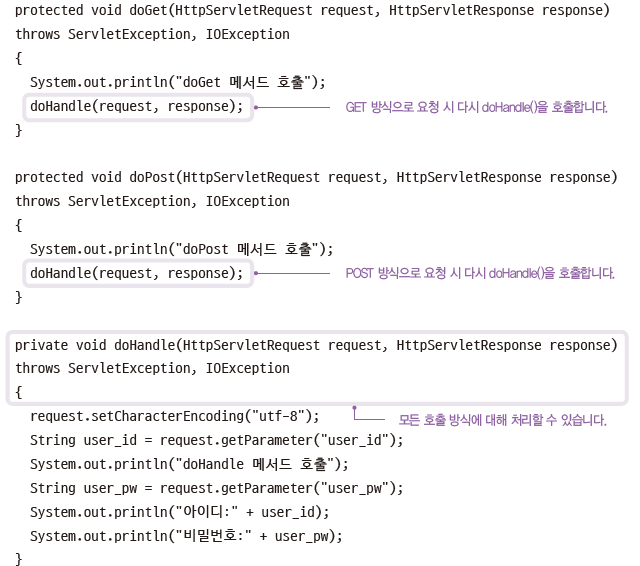 protected void doGet(HttpServletRequest request, HttpServletResponse response)
throws ServletException, IOException
{
System.out.println("doGet 메서드 호출");
doHandle(request, response); GET 방식으로 요청 시 다시 doHandle()을 호출합니다.
}
protected void doPost(HttpServletRequest request, HttpServletResponse response)
throws ServletException, IOException
{
System.out.println("doPost 메서드 호출");
doHandle(request, response); POST 방식으로 요청 시 다시 doHandle()을 호출합니다.
}
private void doHandle(HttpServletRequest request, HttpServletResponse response)
throws ServletException, IOException
{
request.setCharacterEncoding("utf-8"); 모든 호출 방식에 대해 처리할 수 있습니다.
String user_id = request.getParameter("user_id");
System.out.println("doHandle 메서드 호출");
String user_pw = request.getParameter("user_pw");
System.out.println("아이디:" + user_id);
System.out.println("비밀번호:" + user_pw);
}